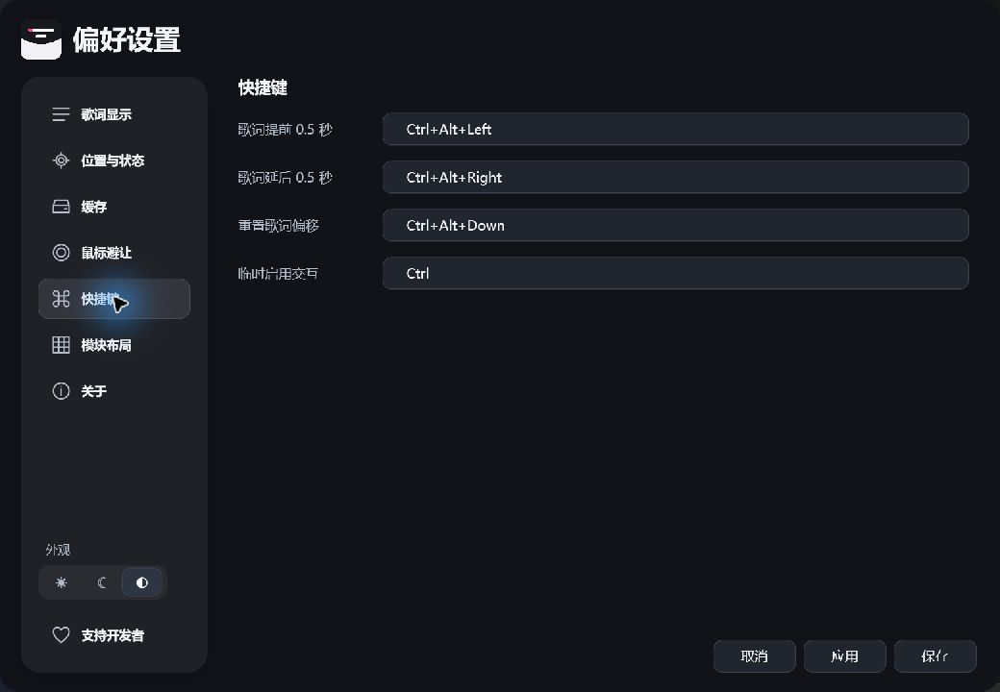 偏好设置
歌词显示
位置与状态
缓存
鼠标避让
快捷键
模块布局
关于
外观
支持开发者
快捷键
歌词提前 0.5 秒
Ctrl+Alt+Left
歌词延后 0.5 秒
Ctrl+Alt+Right
重置歌词偏移
Ctrl+Alt+Down
临时启用交互
Ctrl
取消
应用
保存